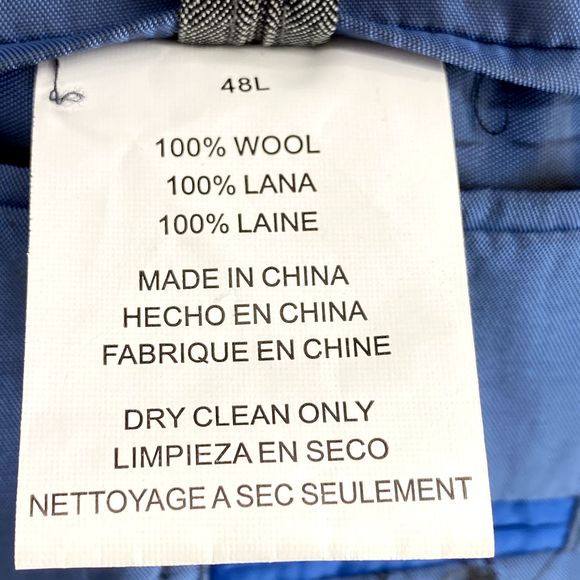 48L
100% WOOL
100% LANA
100% LAINE
MADE IN CHINA
HECHO EN CHINA
FABRIQUE EN CHINE
DRY CLEAN ONLY
LIMPIEZA EN SECO
NETTOYAGE A SEC SEULEMENT